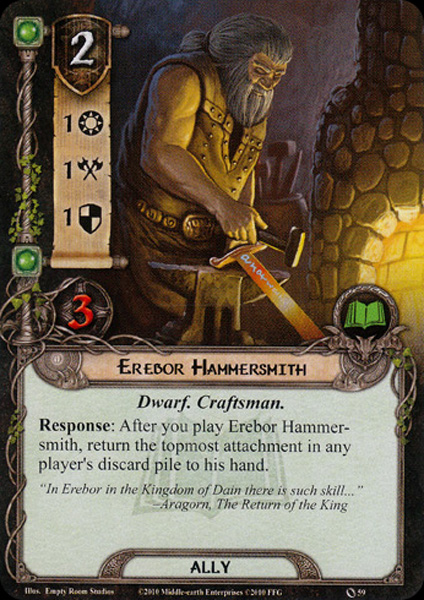 2
1
1
1
3
Erebor Hammersmith
Dwarf. Craftsman.
Response: After you play Erebor Hammer-
smith, return the topmost attachment in any
player's discard pile to his hand.
"In Erebor in the Kingdom of Dain there is such skill..."
–Aragorn, The Return of the King
ALLY
Illus. Empty Room Studios ©2010 Middle-earth Enterprises ©2010 FFG 59